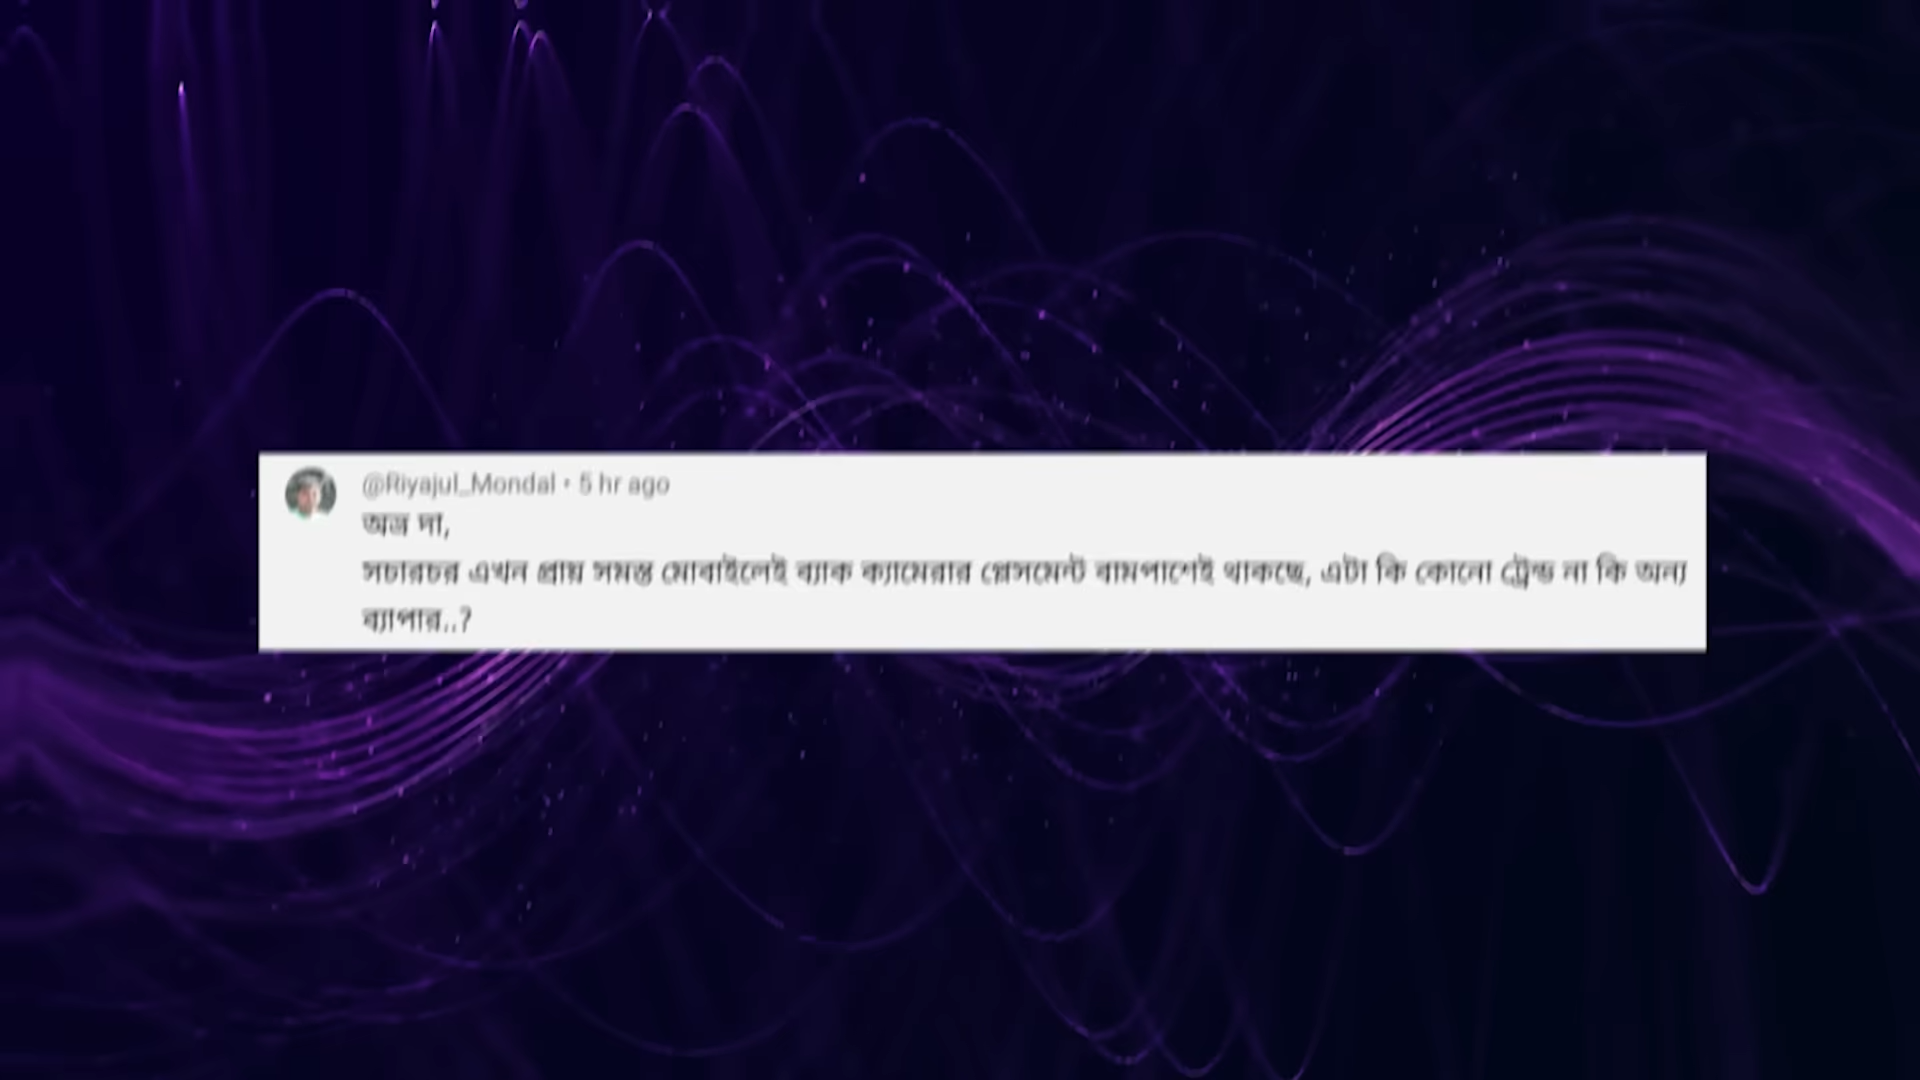 @Riyajul_Mondal • 5 hr ago
অভ্র দা,
সচারচর এখন প্রায় সমস্ত মোবাইলেই ব্যাক ক্যামেরার প্লেসমেন্ট বামপাশেই থাকছে, এটা কি কোনো ট্রেন্ড না কি অন্য
ব্যাপার..?